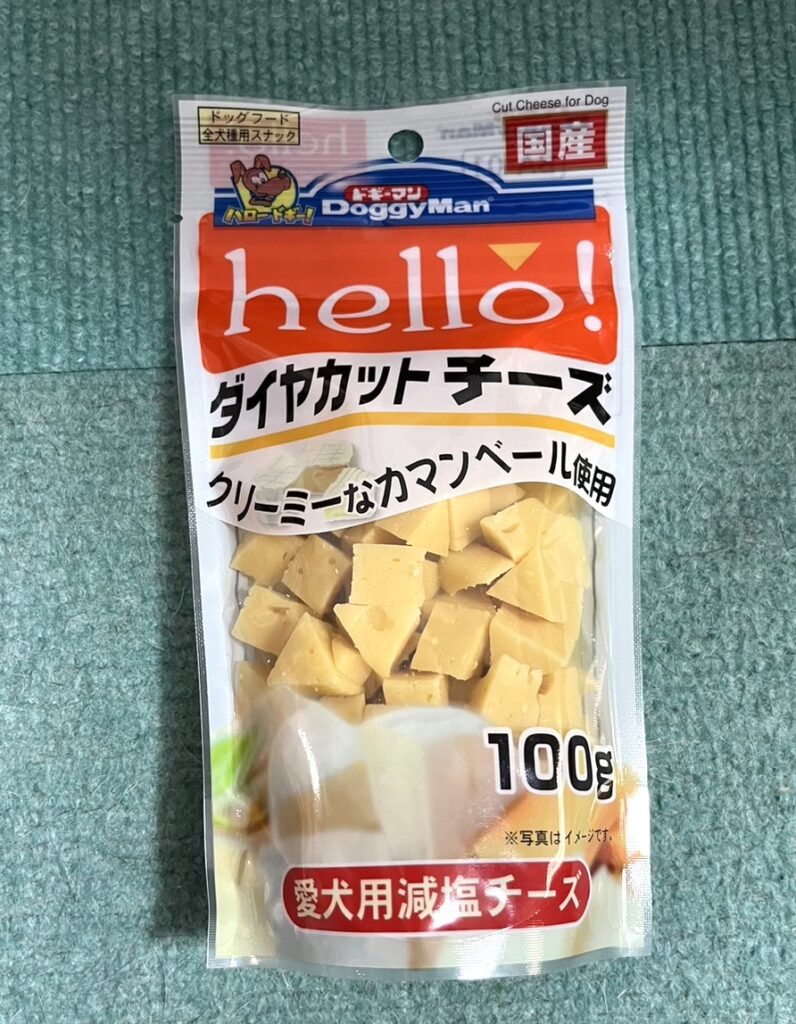 Cut Cheese for Dog
ドッグフード
全犬種用スナック
国産
ハロードギー!
ドギーマン
DoggyMan
hello!
ダイヤカットチーズ
クリーミーなカマンベール使用
100g
※写真はイメージです。
愛犬用減塩チーズ